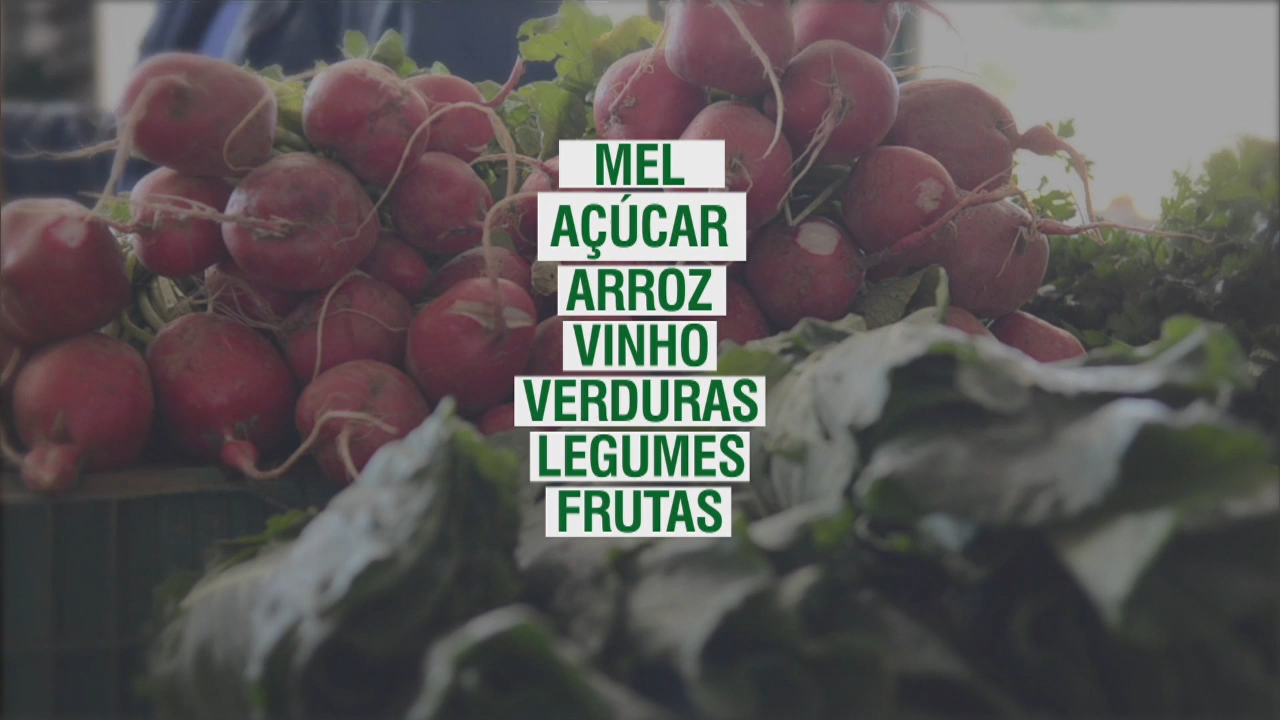 MEL
AÇÚCAR
ARROZ
VINHO
VERDURAS
LEGUMES
FRUTAS